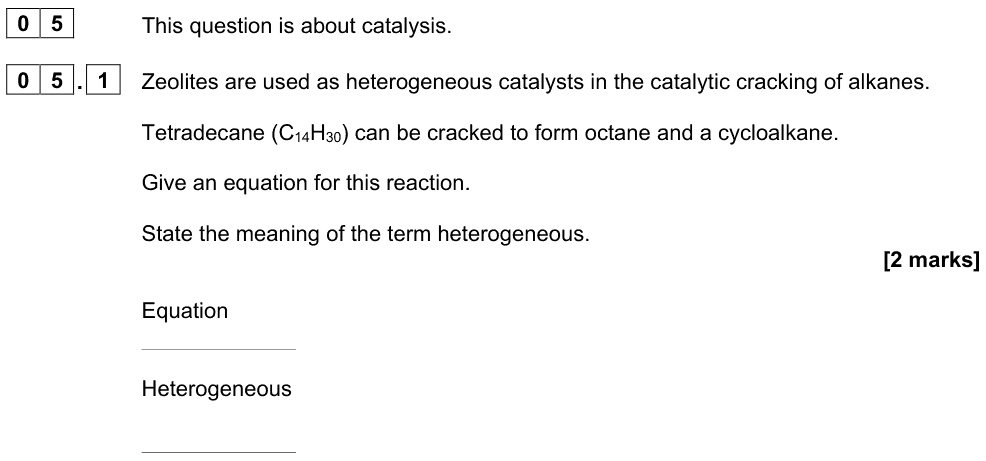 0 5 This question is about catalysis.
0 5 . 1 Zeolites are used as heterogeneous catalysts in the catalytic cracking of alkanes.
Tetradecane (C₁₄H₃₀) can be cracked to form octane and a cycloalkane.
Give an equation for this reaction.
State the meaning of the term heterogeneous.
[2 marks]
Equation
Heterogeneous